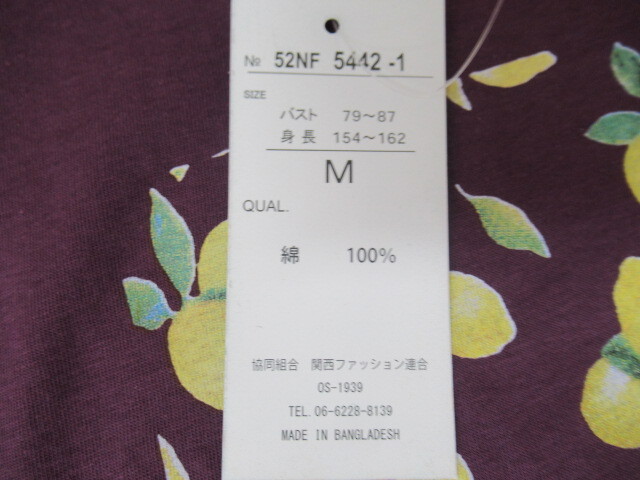 № 52NF 5442 -1
SIZE
バスト 79～87
身長 154～162
M
QUAL.
綿 100%
協同組合 関西ファッション連合
OS-1939
TEL.06-6228-8139
MADE IN BANGLADESH